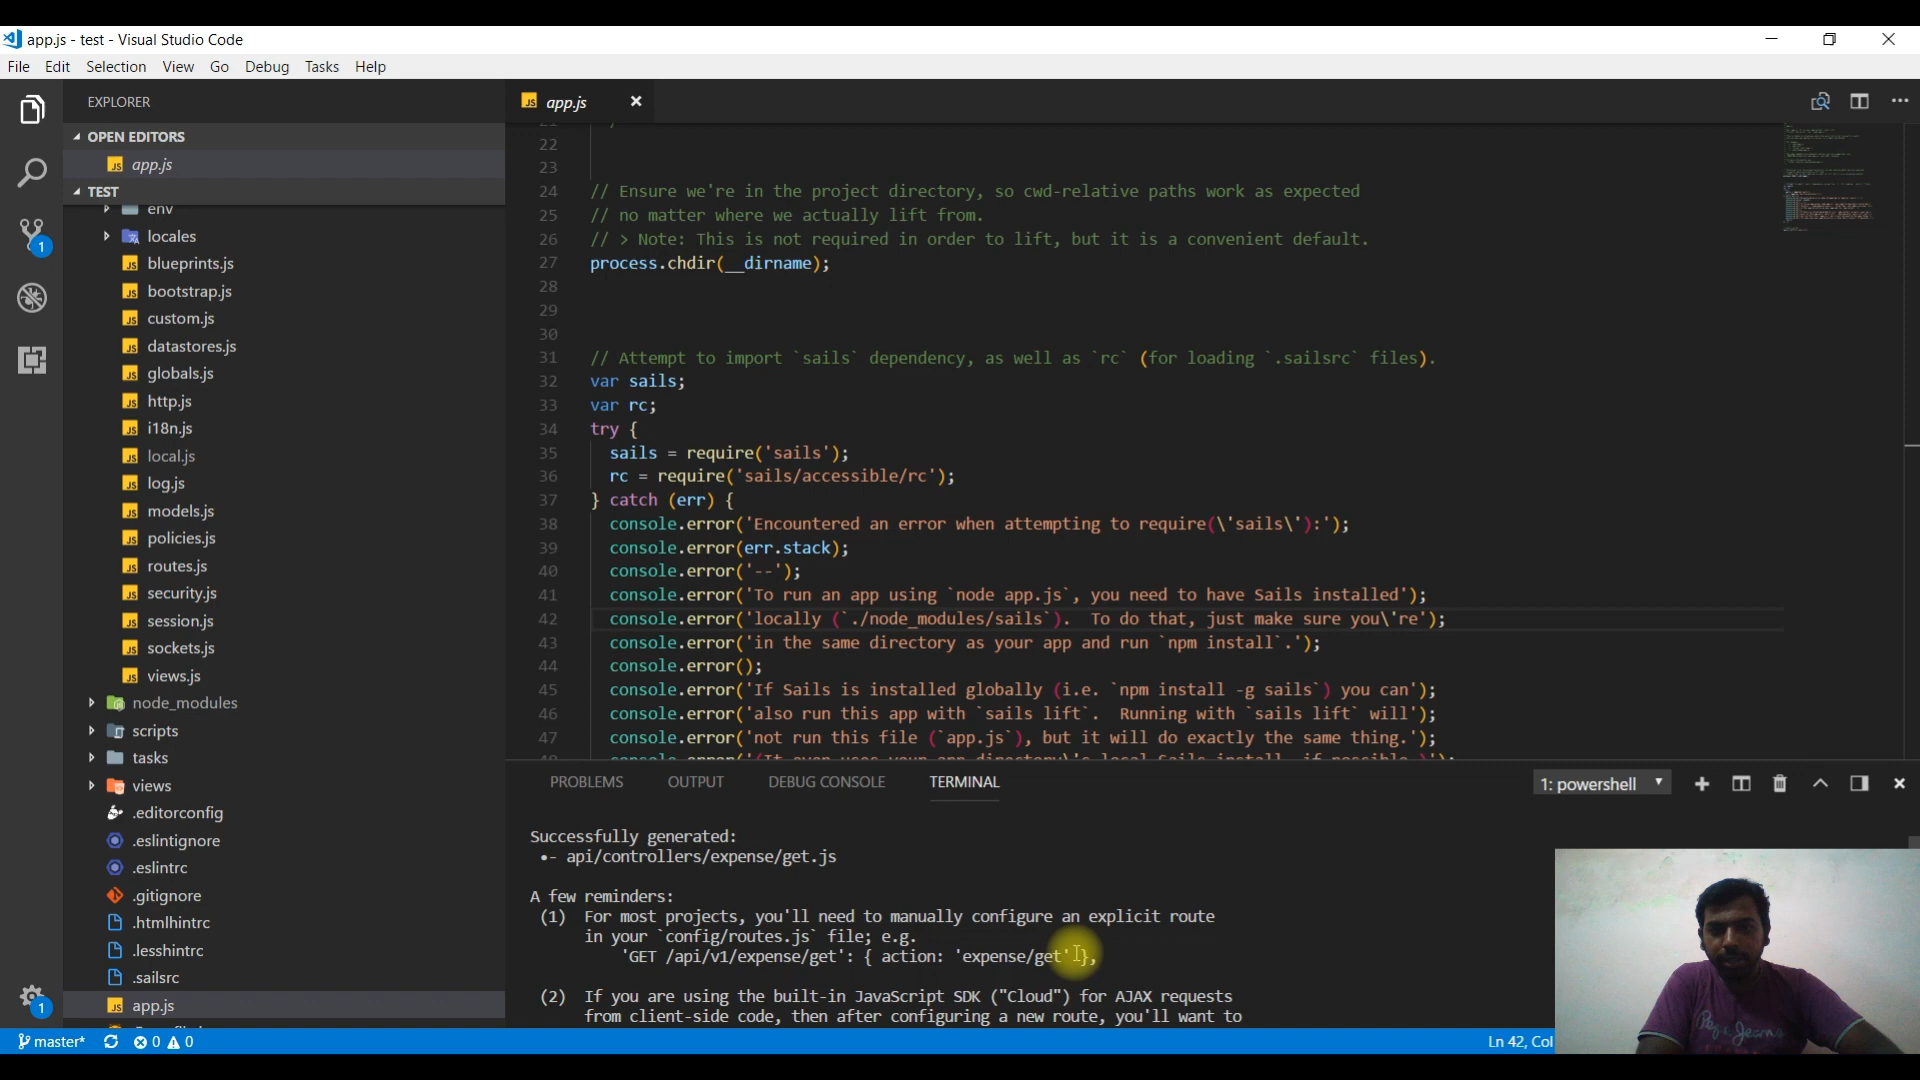 app.js - test - Visual Studio Code
File Edit Selection View Go Debug Tasks Help
EXPLORER
OPEN EDITORS
app.js
TEST
env
locales
blueprints.js
bootstrap.js
custom.js
datastores.js
globals.js
http.js
i18n.js
local.js
log.js
models.js
policies.js
routes.js
security.js
session.js
sockets.js
views.js
node_modules
scripts
tasks
views
.editorconfig
.eslintignore
.eslintrc
.gitignore
.htmlhintrc
.lesshintrc
.sailsrc
app.js
1
1
app.js
22
23
24 // Ensure we're in the project directory, so cwd-relative paths work as expected
25 // no matter where we actually lift from.
26 // > Note: This is not required in order to lift, but it is a convenient default.
27 process.chdir(__dirname);
28
29
30
31 // Attempt to import `sails` dependency, as well as `rc` (for loading `.sailsrc` files).
32 var sails;
33 var rc;
34 try {
35 sails = require('sails');
36 rc = require('sails/accessible/rc');
37 } catch (err) {
38 console.error('Encountered an error when attempting to require(\'sails\'):');
39 console.error(err.stack);
40 console.error('--');
41 console.error('To run an app using `node app.js`, you need to have Sails installed');
42 console.error('locally (`./node_modules/sails`).  To do that, just make sure you\'re');
43 console.error('in the same directory as your app and run `npm install`.');
44 console.error();
45 console.error('If Sails is installed globally (i.e. `npm install -g sails`) you can');
46 console.error('also run this app with `sails lift`.  Running with `sails lift` will');
47 console.error('not run this file (`app.js`), but it will do exactly the same thing.');
PROBLEMS OUTPUT DEBUG CONSOLE TERMINAL 1: powershell
Successfully generated:
•- api/controllers/expense/get.js
A few reminders:
(1) For most projects, you'll need to manually configure an explicit route
in your `config/routes.js` file; e.g.
'GET /api/v1/expense/get': { action: 'expense/get' },
(2) If you are using the built-in JavaScript SDK ("Cloud") for AJAX requests
from client-side code, then after configuring a new route, you'll want to
master* 0 0 Ln 42, Col